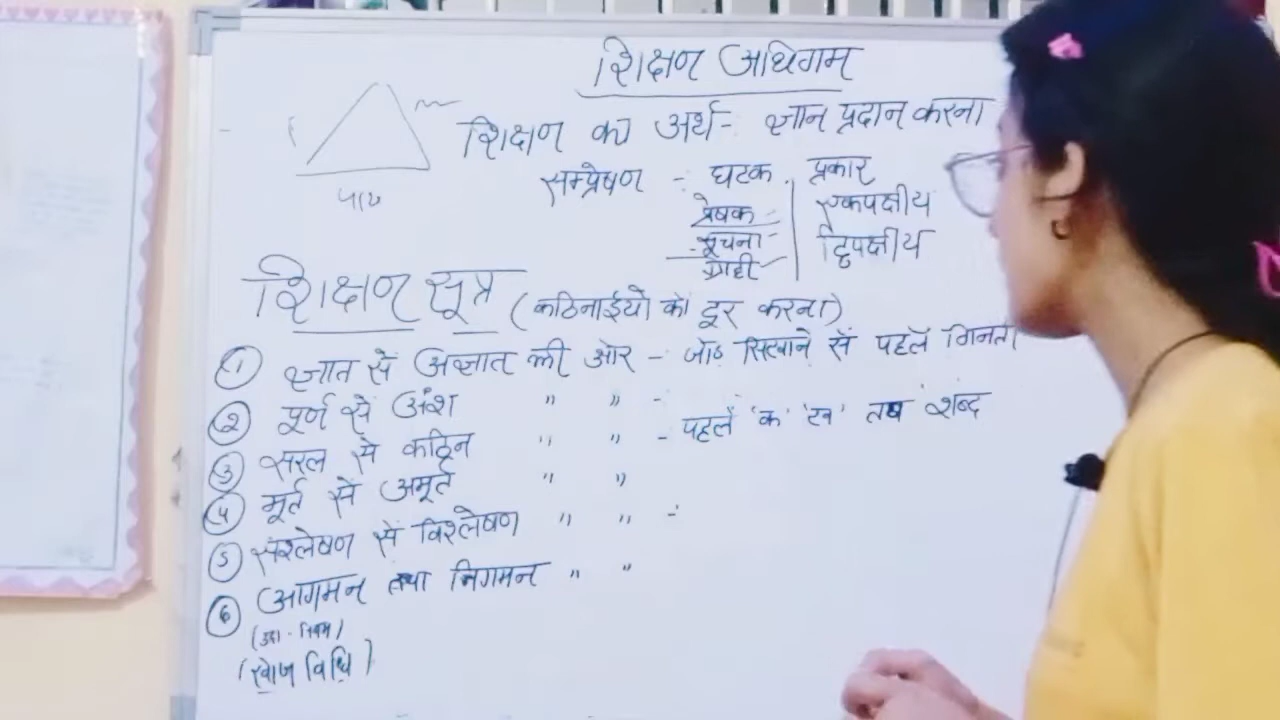 शिक्षण अधिगम
शिक्षण का अर्थ - ज्ञान प्रदान करना
सम्प्रेषण - घटक प्रकार
प्रेषक - एकपक्षीय
सूचना - द्विपक्षीय
ग्राही -
पाठ
शिक्षण सूत्र (कठिनाईयो को दूर करना)
① ज्ञात से अज्ञात की ओर - जोड़ सिखाने से पहले गिनती
② पूर्ण से अंश " " -
③ सरल से कठिन " " - पहले 'क' 'ख' तब शब्द
④ मूर्त से अमूर्त " "
⑤ संश्लेषण से विश्लेषण " " -
⑥ आगमन तथा निगमन " "
(उदा - नियम)
(खोज विधि)